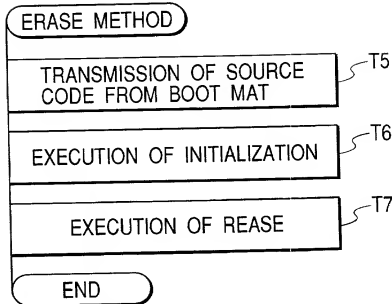 ERASE METHOD
TRANSMISSION OF SOURCE
CODE FROM BOOT MAT
T5
EXECUTION OF INITIALIZATION
T6
EXECUTION OF REASE
T7
END